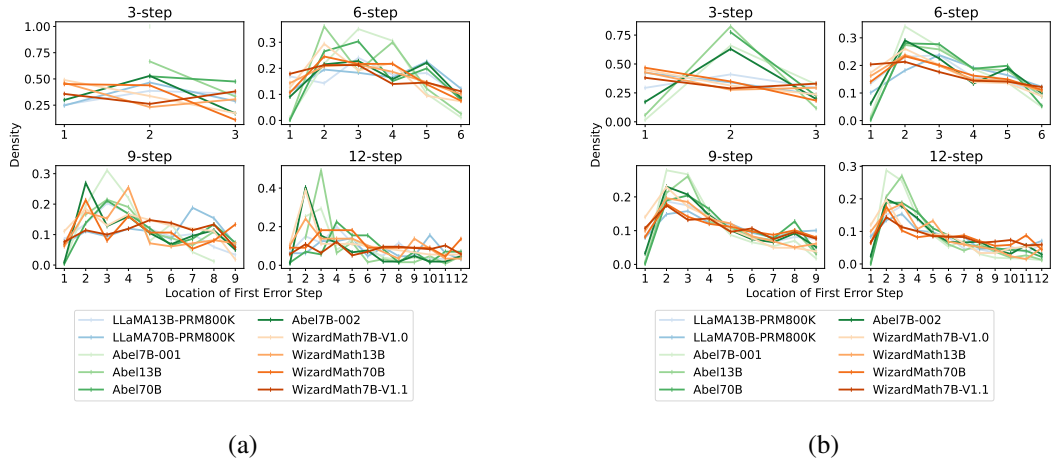 3-step 6-step
1.00
0.75
0.50
0.25
1 2 3
0.3
0.2
0.1
0.0
1 2 3 4 5 6
Density
9-step 12-step
0.3
0.2
0.1
0.0
1 2 3 4 5 6 7 8 9
0.4
0.2
0.0
1 2 3 4 5 6 7 8 9 10 11 12
Location of First Error Step
LLaMA13B-PRM800K
LLaMA70B-PRM800K
Abel7B-001
Abel13B
Abel70B
Abel7B-002
WizardMath7B-V1.0
WizardMath13B
WizardMath70B
WizardMath7B-V1.1
(a)
3-step 6-step
0.75
0.50
0.25
0.00
1 2 3
0.3
0.2
0.1
0.0
1 2 3 4 5 6
Density
9-step 12-step
0.3
0.2
0.1
0.0
1 2 3 4 5 6 7 8 9
0.3
0.2
0.1
0.0
1 2 3 4 5 6 7 8 9 10 11 12
Location of First Error Step
LLaMA13B-PRM800K
LLaMA70B-PRM800K
Abel7B-001
Abel13B
Abel70B
Abel7B-002
WizardMath7B-V1.0
WizardMath13B
WizardMath70B
WizardMath7B-V1.1
(b)